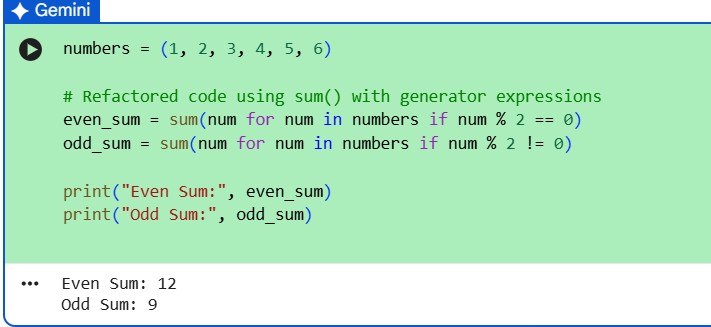 Gemini
numbers = (1, 2, 3, 4, 5, 6)
# Refactored code using sum() with generator expressions
even_sum = sum(num for num in numbers if num % 2 == 0)
odd_sum = sum(num for num in numbers if num % 2 != 0)
print("Even Sum:", even_sum)
print("Odd Sum:", odd_sum)
Even Sum: 12
Odd Sum: 9